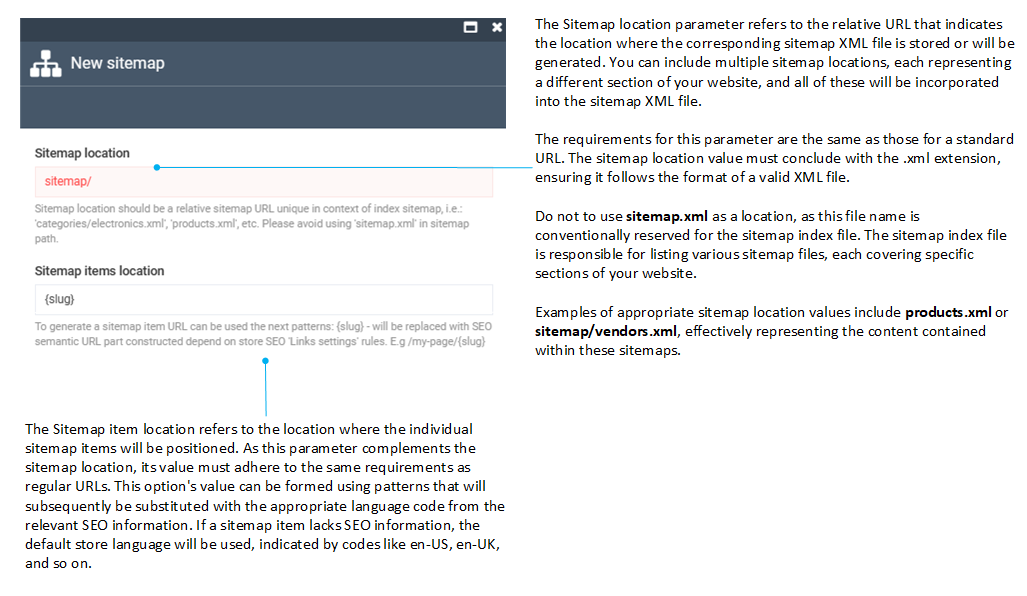 New sitemap
Sitemap location
sitemap/
Sitemap location should be a relative sitemap URL unique in context of index sitemap, i.e.:
'categories/electronics.xml', 'products.xml', etc. Please avoid using 'sitemap.xml' in sitemap
path.
Sitemap items location
{slug}
To generate a sitemap item URL can be used the next patterns: {slug} - will be replaced with SEO
semantic URL part constructed depend on store SEO 'Links settings' rules. E.g /my-page/{slug}
The Sitemap location parameter refers to the relative URL that indicates
the location where the corresponding sitemap XML file is stored or will be
generated. You can include multiple sitemap locations, each representing
a different section of your website, and all of these will be incorporated
into the sitemap XML file.
The requirements for this parameter are the same as those for a standard
URL. The sitemap location value must conclude with the .xml extension,
ensuring it follows the format of a valid XML file.
Do not to use sitemap.xml as a location, as this file name is
conventionally reserved for the sitemap index file. The sitemap index file
is responsible for listing various sitemap files, each covering specific
sections of your website.
Examples of appropriate sitemap location values include products.xml or
sitemap/vendors.xml, effectively representing the content contained
within these sitemaps.
The Sitemap item location refers to the location where the individual
sitemap items will be positioned. As this parameter complements the
sitemap location, its value must adhere to the same requirements as
regular URLs. This option's value can be formed using patterns that will
subsequently be substituted with the appropriate language code from the
relevant SEO information. If a sitemap item lacks SEO information, the
default store language will be used, indicated by codes like en-US, en-UK,
and so on.